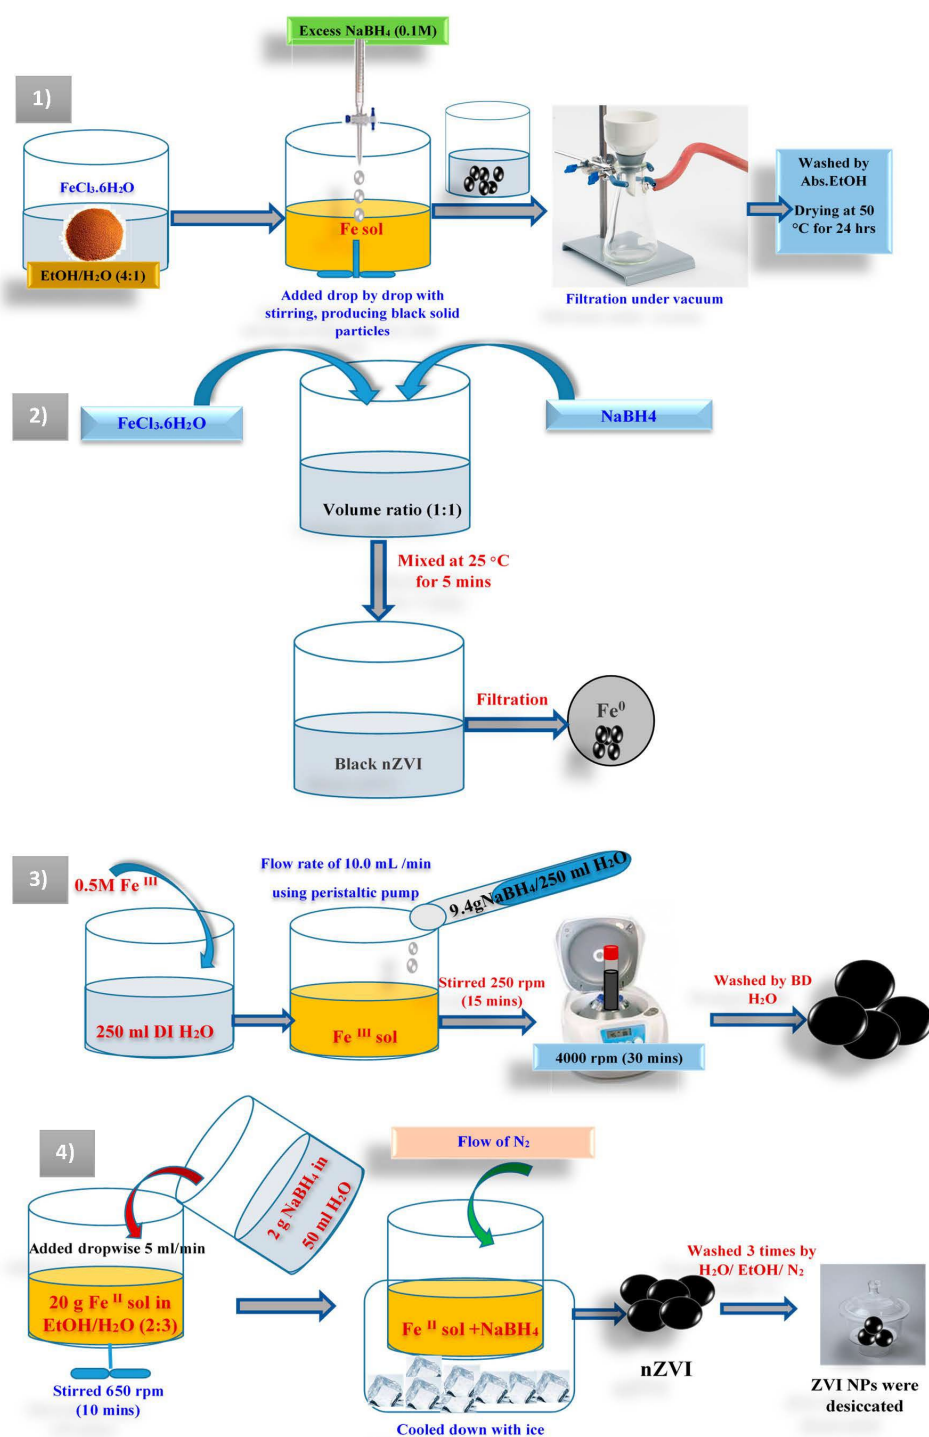 Excess NaBH₄ (0.1M)
1)
FeCl₃.6H₂O
EtOH/H₂O (4:1)
Fe sol
Added drop by drop with
stirring, producing black solid
particles
Filtration under vacuum
Washed by
Abs.EtOH
Drying at 50
°C for 24 hrs
2)
FeCl₃.6H₂O
NaBH4
Volume ratio (1:1)
Mixed at 25 °C
for 5 mins
Black nZVI
Filtration
Fe⁰
3)
0.5M Fe ᴵᴵᴵ
250 ml DI H₂O
Flow rate of 10.0 mL /min
using peristaltic pump
9.4gNaBH₄/250 ml H₂O
Fe ᴵᴵᴵ sol
Stirred 250 rpm
(15 mins)
4000 rpm (30 mins)
Washed by BD
H₂O
4)
2 g NaBH₄ in
50 ml H₂O
Added dropwise 5 ml/min
20 g Fe ᴵᴵ sol in
EtOH/H₂O (2:3)
Stirred 650 rpm
(10 mins)
Flow of N₂
Fe ᴵᴵ sol +NaBH₄
Cooled down with ice
nZVI
Washed 3 times by
H₂O/ EtOH/ N₂
ZVI NPs were
desiccated